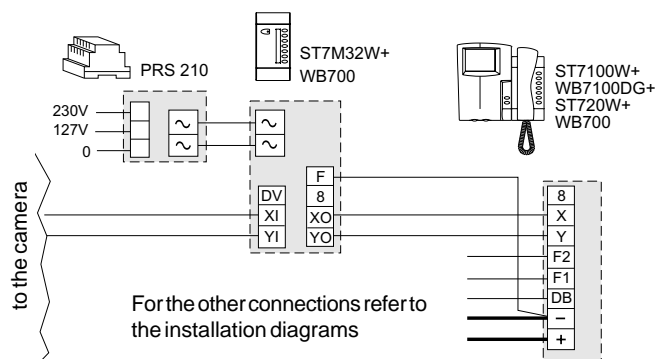 PRS 210
ST7M32W+
WB700
ST7100W+
WB7100DG+
ST720W+
WB700
230V
127V
0
~
~
~
~
F
DV
8
XI
XO
YI
YO
8
X
Y
F2
F1
DB
–
+
to the camera
For the other connections refer to
the installation diagrams